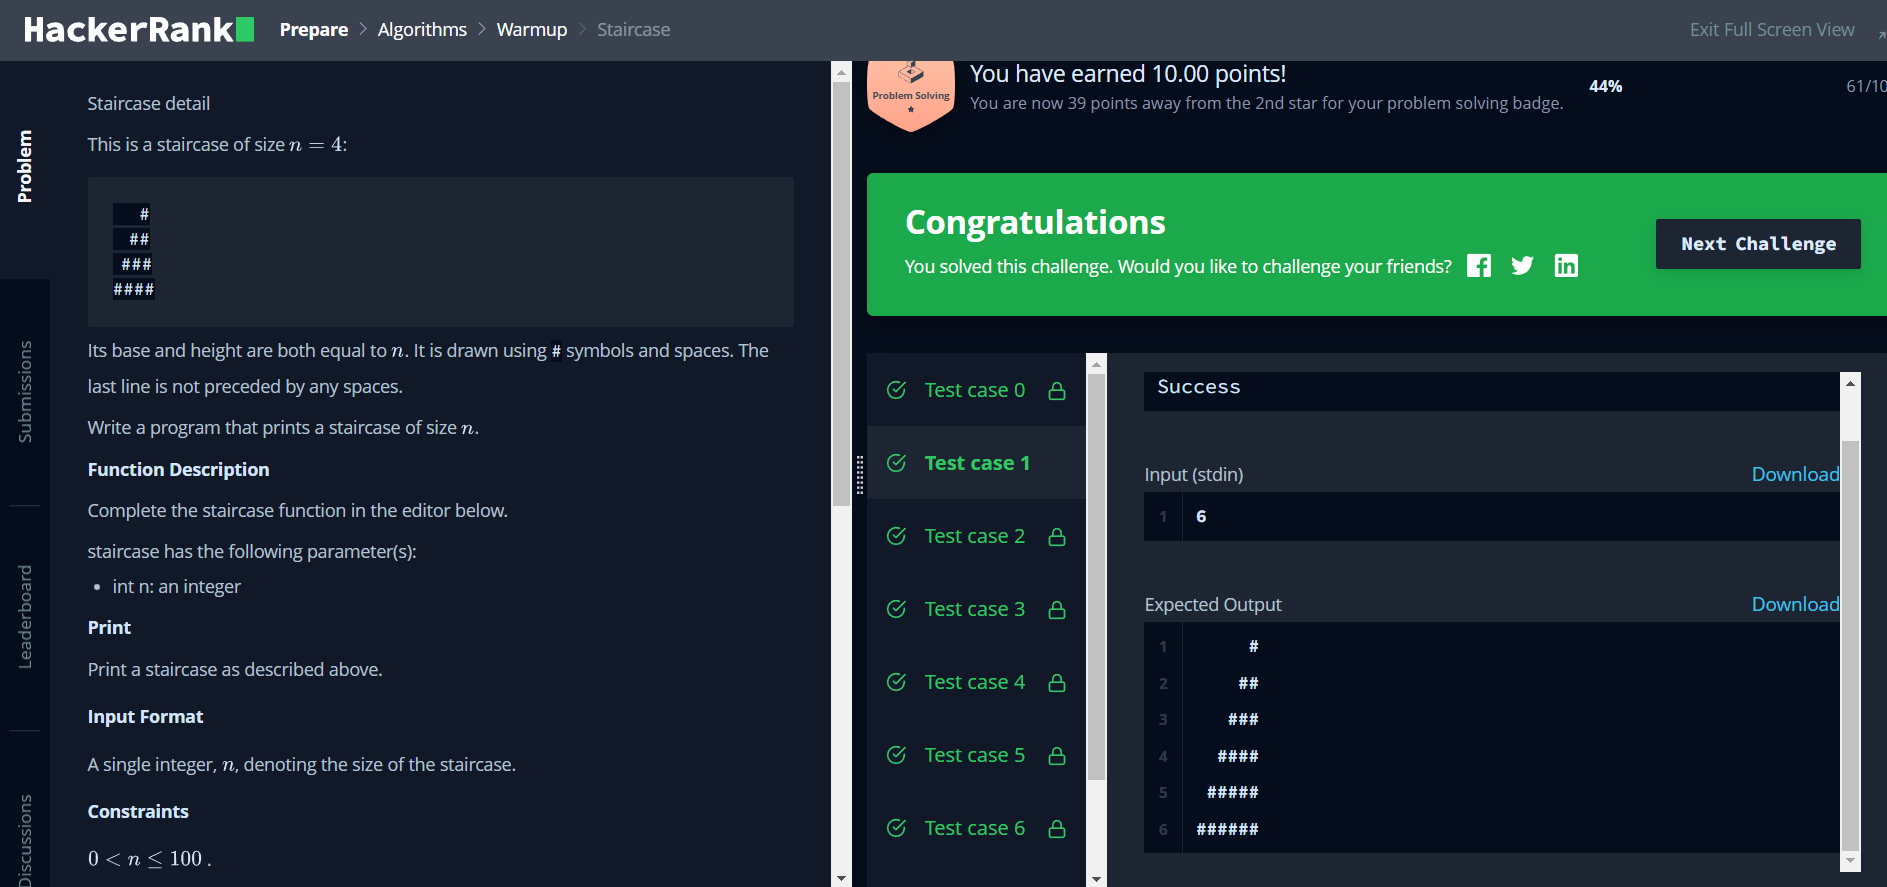 HackerRank
Prepare > Algorithms > Warmup > Staircase
Exit Full Screen View
Problem
Submissions
Leaderboard
Discussions
Staircase detail
This is a staircase of size n = 4:
   #
  ##
 ###
####
Its base and height are both equal to n. It is drawn using # symbols and spaces. The
last line is not preceded by any spaces.
Write a program that prints a staircase of size n.
Function Description
Complete the staircase function in the editor below.
staircase has the following parameter(s):
• int n: an integer
Print
Print a staircase as described above.
Input Format
A single integer, n, denoting the size of the staircase.
Constraints
0 < n ≤ 100 .
Problem Solving
You have earned 10.00 points!
You are now 39 points away from the 2nd star for your problem solving badge.
44%
61/10
Congratulations
You solved this challenge. Would you like to challenge your friends?
Next Challenge
Test case 0
Test case 1
Test case 2
Test case 3
Test case 4
Test case 5
Test case 6
Success
Input (stdin)
Download
1 6
Expected Output
Download
1      #
2     ##
3    ###
4   ####
5  #####
6 ######